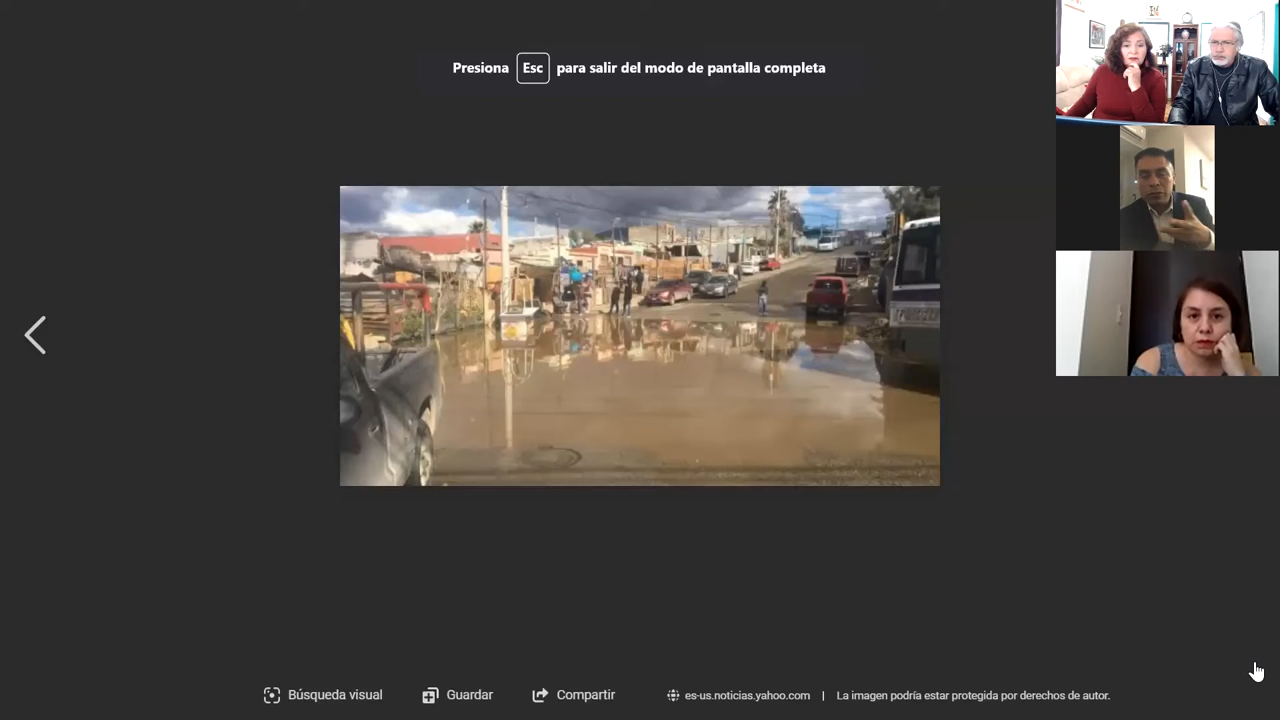 Presiona Esc para salir del modo de pantalla completa
Búsqueda visual Guardar Compartir es-us.noticias.yahoo.com | La imagen podría estar protegida por derechos de autor.